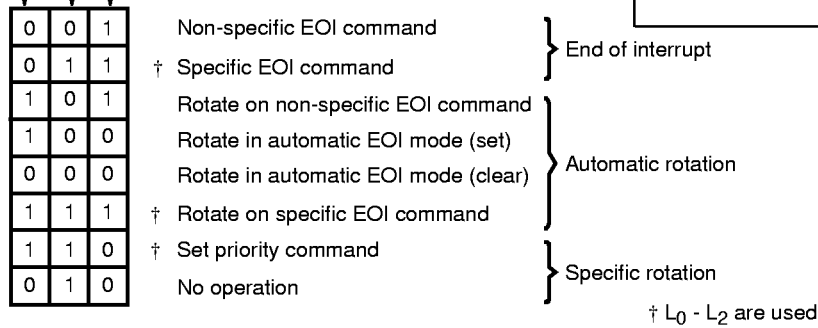 0 0 1 Non-specific EOI command
End of interrupt
0 1 1 † Specific EOI command
1 0 1 Rotate on non-specific EOI command
1 0 0 Rotate in automatic EOI mode (set)
Automatic rotation
0 0 0 Rotate in automatic EOI mode (clear)
1 1 1 † Rotate on specific EOI command
1 1 0 † Set priority command
Specific rotation
0 1 0 No operation
† L0 - L2 are used